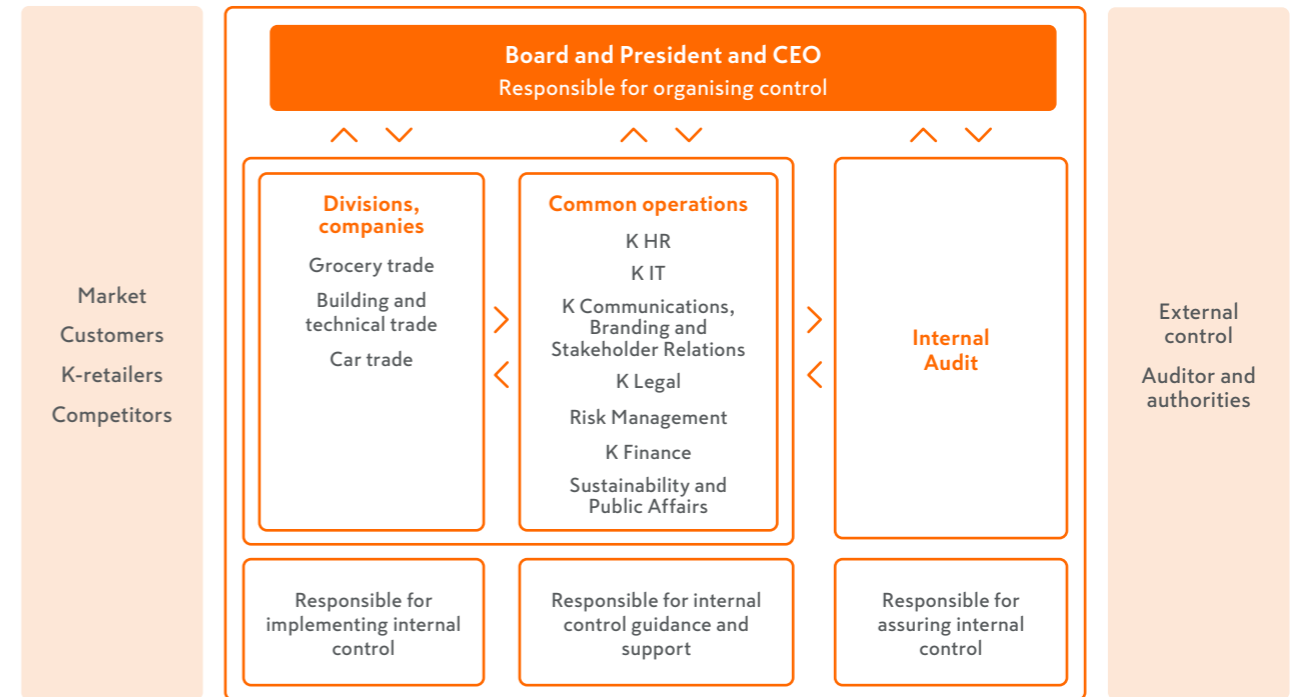 Board and President and CEO
Responsible for organising control
Market
Customers
K-retailers
Competitors
Divisions,
companies
Grocery trade
Building and
technical trade
Car trade
Common operations
K HR
K IT
K Communications,
Branding and
Stakeholder Relations
K Legal
Risk Management
K Finance
Sustainability and
Public Affairs
Internal
Audit
External
control
Auditor and
authorities
Responsible for
implementing internal
control
Responsible for internal
control guidance and
support
Responsible for
assuring internal
control